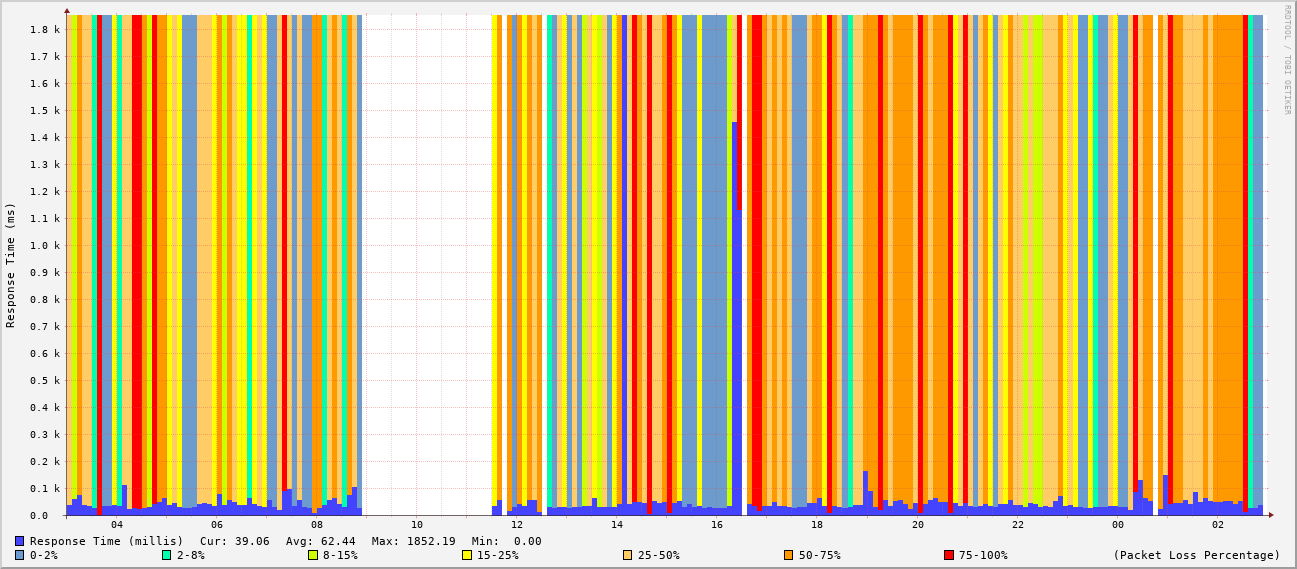 RRDTOOL / TOBI OETIKER
Response Time (ms)
1.8 k
1.7 k
1.6 k
1.5 k
1.4 k
1.3 k
1.2 k
1.1 k
1.0 k
0.9 k
0.8 k
0.7 k
0.6 k
0.5 k
0.4 k
0.3 k
0.2 k
0.1 k
0.0
04 06 08 10 12 14 16 18 20 22 00 02
Response Time (millis) Cur: 39.06 Avg: 62.44 Max: 1852.19 Min: 0.00
0-2% 2-8% 8-15% 15-25% 25-50% 50-75% 75-100% (Packet Loss Percentage)